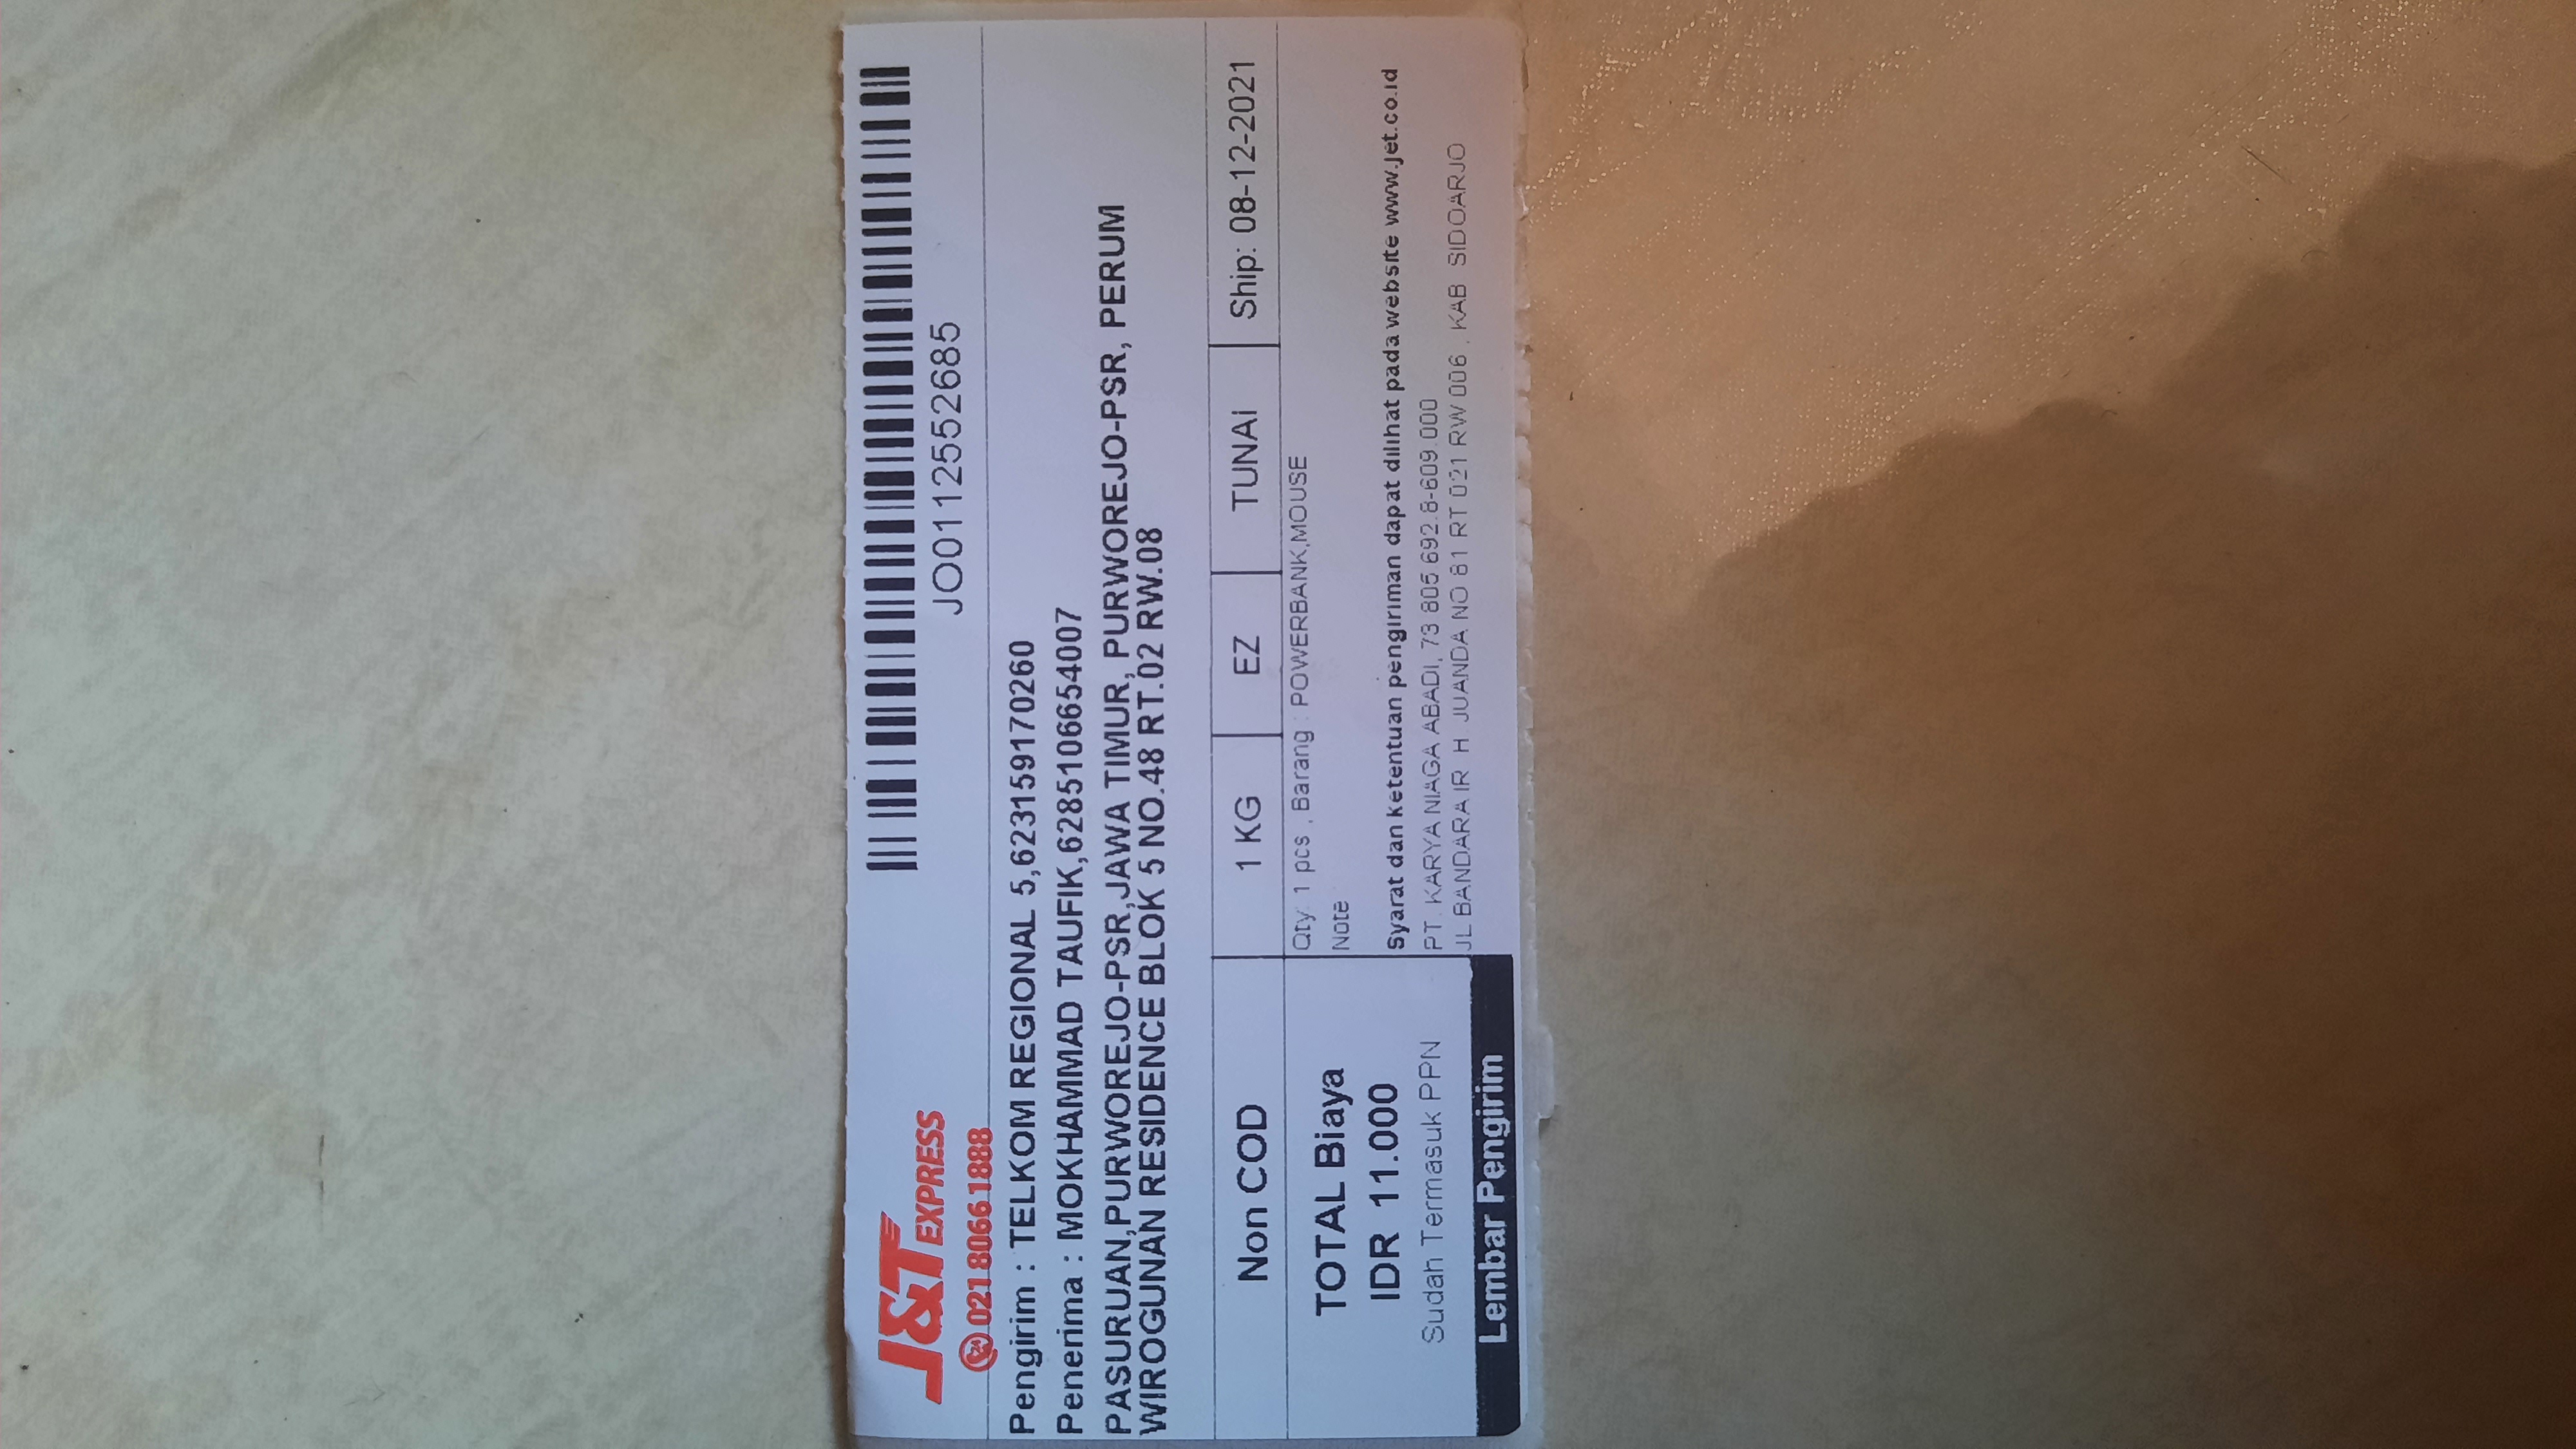 J&T EXPRESS
JO0112552685
24 021 8066 1888
Pengirim : TELKOM REGIONAL 5,623159170260
Penerima : MOKHAMMAD TAUFIK,6285106654007
PASURUAN,PURWOREJO-PSR,JAWA TIMUR, PURWOREJO-PSR, PERUM
WIROGUNAN RESIDENCE BLOK 5 NO.48 RT.02 RW.08
Non COD 1 KG EZ TUNAI Ship: 08-12-2021
Qty: 1 pcs , Barang : POWERBANK,MOUSE
Note
TOTAL Biaya
IDR 11.000
Sudah Termasuk PPN
Syarat dan ketentuan pengiriman dapat dilihat pada website www.jet.co.id
PT. KARYA NIAGA ABADI, 73.805.692.8-609.000
JL BANDARA IR. H. JUANDA NO 81 RT 021 RW 006 , KAB. SIDOARJO
Lembar Pengirim